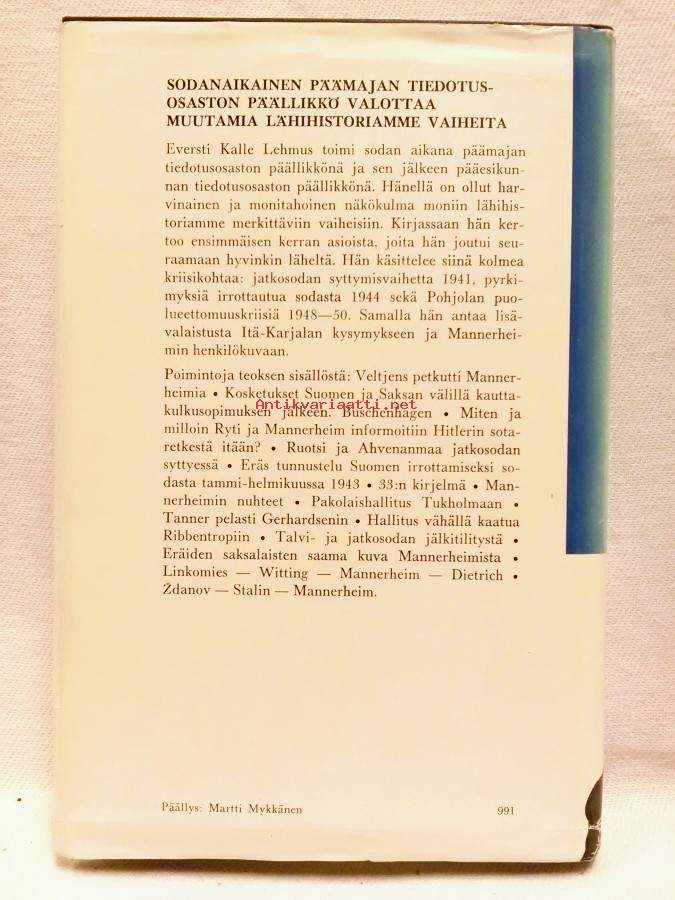 SODANAIKAINEN PÄÄMAJAN TIEDOTUS-
OSASTON PÄÄLLIKKÖ VALOTTAA
MUUTAMIA LÄHIHISTORIAMME VAIHEITA
Eversti Kalle Lehmus toimi sodan aikana päämajan
tiedotusosaston päällikkönä ja sen jälkeen pääesikun-
nan tiedotusosaston päällikkönä. Hänellä on ollut har-
vinainen ja monitahoinen näkökulma moniin lähihis-
toriamme merkittäviin vaiheisiin. Kirjassaan hän ker-
too ensimmäisen kerran asioista, joita hän joutui seu-
raamaan hyvinkin läheltä. Hän käsittelee siinä kolmea
kriisikohtaa: jatkosodan syttymisvaihetta 1941, pyrki-
myksiä irrottautua sodasta 1944 sekä Pohjolan puo-
lueettomuuskriisiä 1948—50. Samalla hän antaa lisä-
valaistusta Itä-Karjalan kysymykseen ja Mannerhei-
min henkilökuvaan.
Poimintoja teoksen sisällöstä: Veltjens petkutti Manner-
heimia • Kosketukset Suomen ja Saksan välillä kautta-
kulkusopimuksen jälkeen. Buschenhagen • Miten ja
Antikvariaatti.net
milloin Ryti ja Mannerheim informoitiin Hitlerin sota-
retkestä itään? • Ruotsi ja Ahvenanmaa jatkosodan
syttyessä • Eräs tunnustelu Suomen irrottamiseksi so-
dasta tammi-helmikuussa 1943 • 33:n kirjelmä • Man-
nerheimin nuhteet • Pakolaishallitus Tukholmaan •
Tanner pelasti Gerhardsenin • Hallitus vähällä kaatua
Ribbentropiin • Talvi- ja jatkosodan jälkitilitystä •
Eräiden saksalaisten saama kuva Mannerheimista •
Linkomies — Witting — Mannerheim — Dietrich •
Ždanov — Stalin — Mannerheim.
Päällys: Martti Mykkänen 991